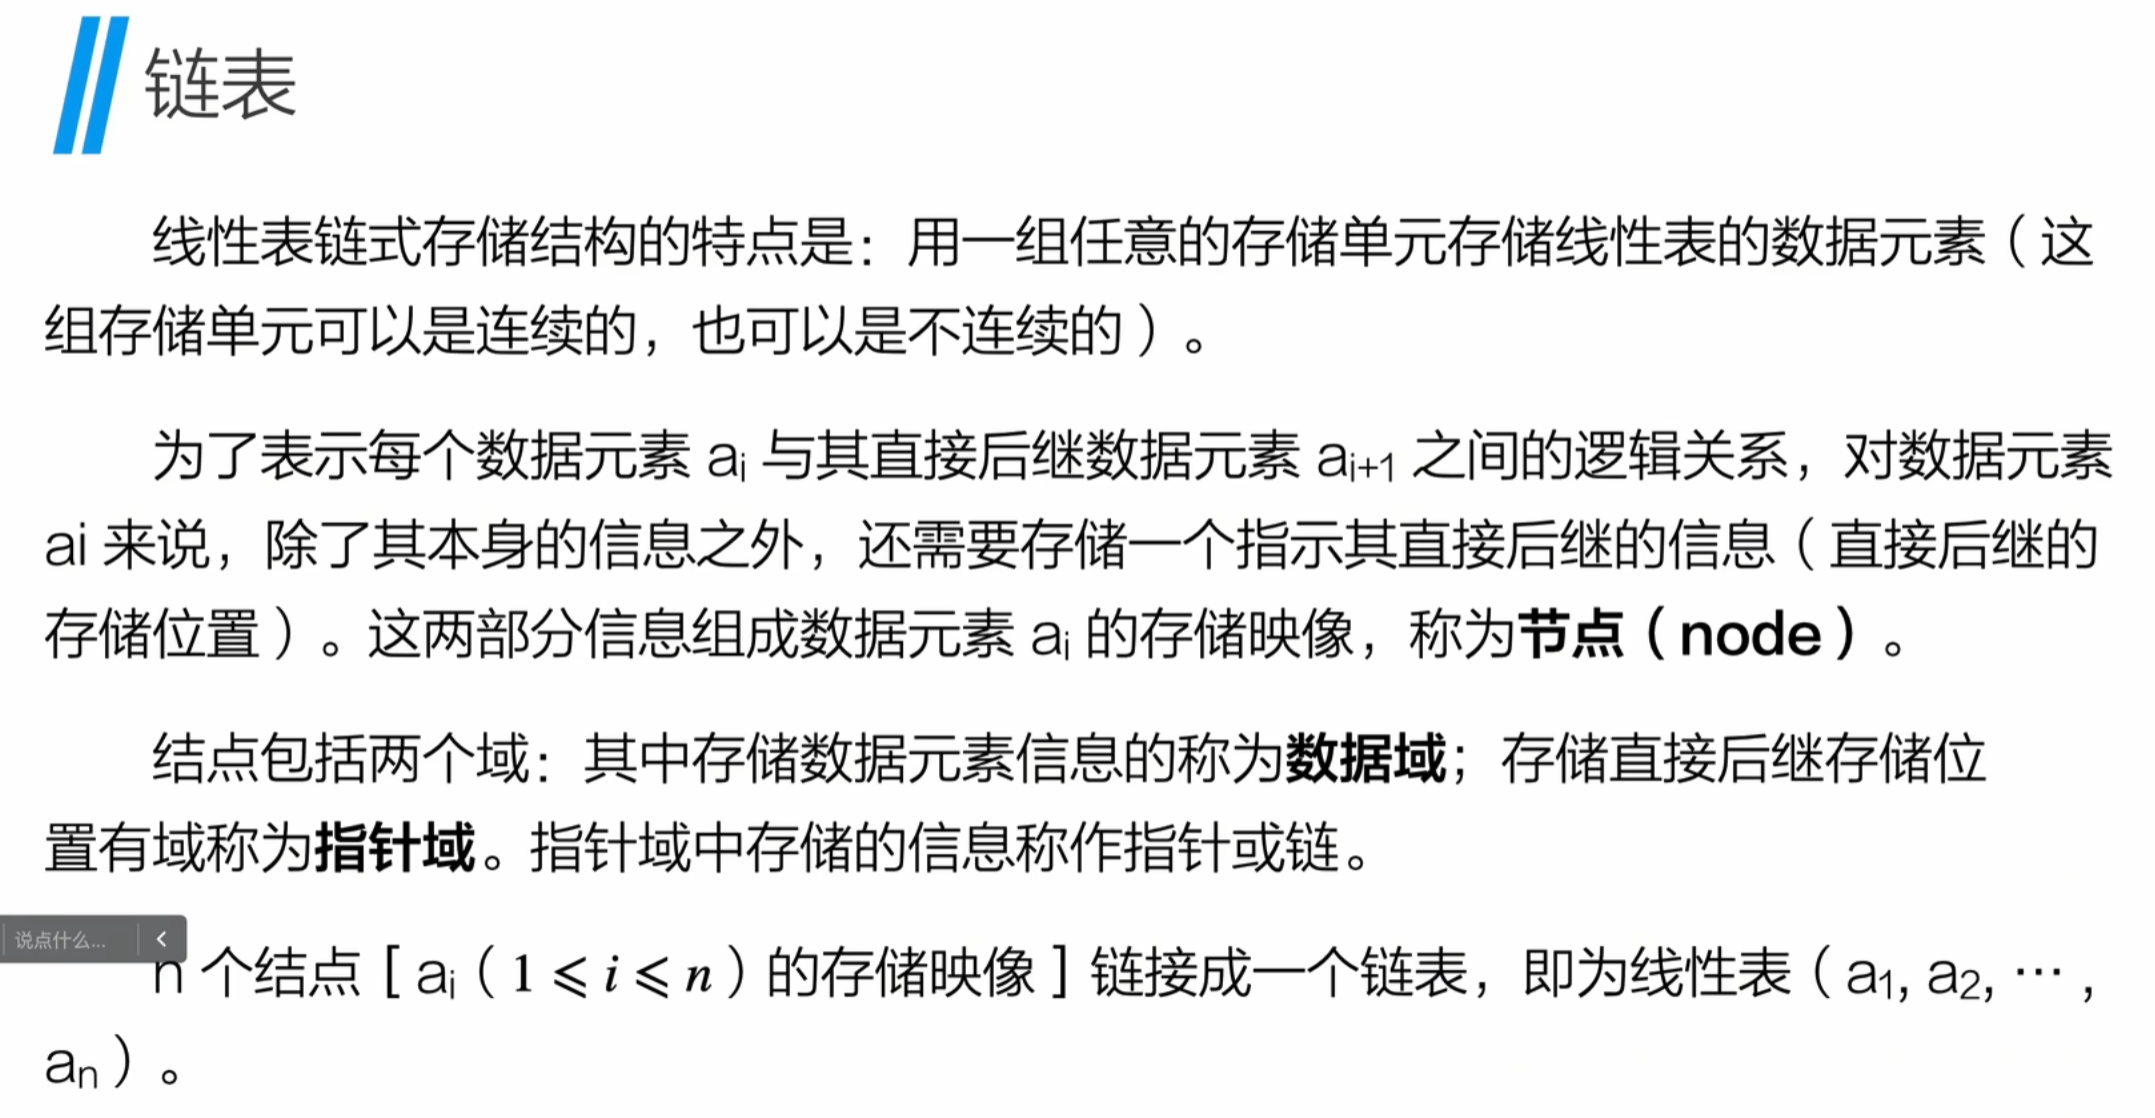 链表
线性表链式存储结构的特点是：用一组任意的存储单元存储线性表的数据元素（这
组存储单元可以是连续的，也可以是不连续的）。
为了表示每个数据元素 aᵢ 与其直接后继数据元素 aᵢ₊₁ 之间的逻辑关系，对数据元素
ai 来说，除了其本身的信息之外，还需要存储一个指示其直接后继的信息（直接后继的
存储位置）。这两部分信息组成数据元素 aᵢ 的存储映像，称为节点（node）。
结点包括两个域：其中存储数据元素信息的称为数据域；存储直接后继存储位
置有域称为指针域。指针域中存储的信息称作指针或链。
说点什么...
n 个结点［aᵢ（1 ⩽ i ⩽ n）的存储映像］链接成一个链表，即为线性表（a₁, a₂, ⋯ ,
aₙ）。